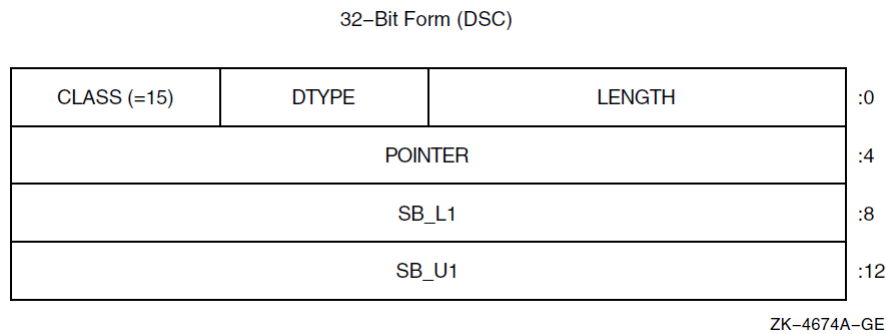 32–Bit Form (DSC)
CLASS (=15) DTYPE LENGTH :0
POINTER :4
SB_L1 :8
SB_U1 :12
ZK–4674A–GE